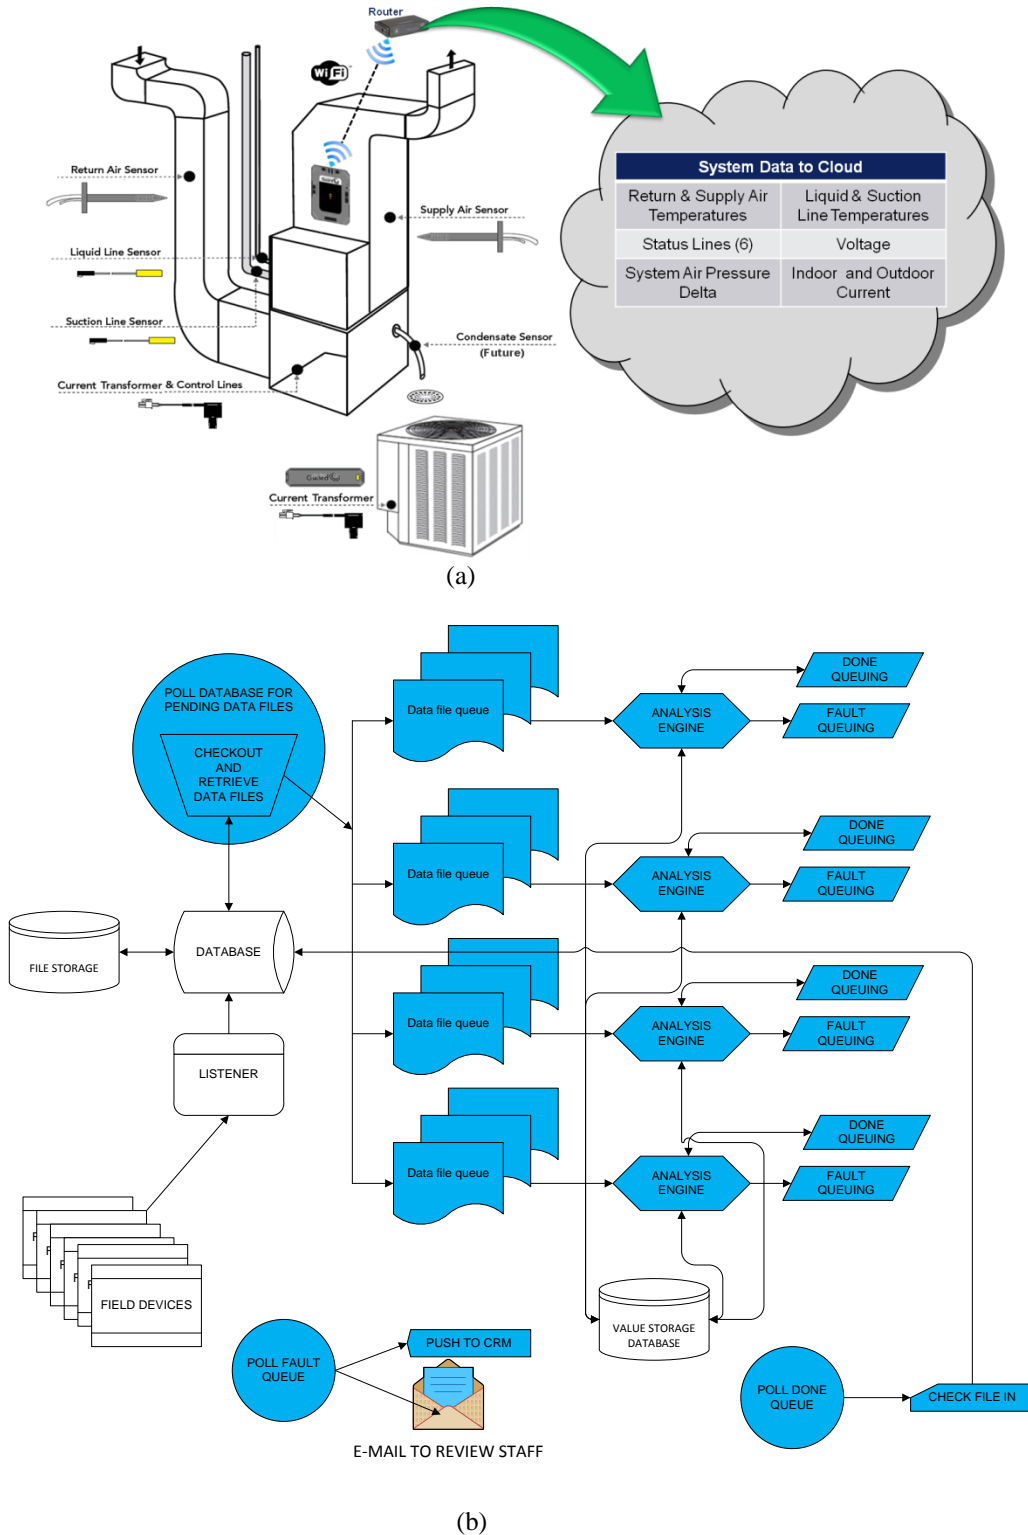 Router
WiFi
Return Air Sensor
Supply Air Sensor
Liquid Line Sensor
Suction Line Sensor
Condensate Sensor
(Future)
Current Transformer & Control Lines
Current Transformer
System Data to Cloud
Return & Supply Air
Temperatures
Liquid & Suction
Line Temperatures
Status Lines (6)
Voltage
System Air Pressure
Delta
Indoor and Outdoor
Current
(a)
POLL DATABASE FOR
PENDING DATA FILES
CHECKOUT
AND
RETRIEVE
DATA FILES
Data file queue
ANALYSIS
ENGINE
DONE
QUEUING
FAULT
QUEUING
Data file queue
ANALYSIS
ENGINE
DONE
QUEUING
FAULT
QUEUING
FILE STORAGE
DATABASE
Data file queue
ANALYSIS
ENGINE
DONE
QUEUING
FAULT
QUEUING
LISTENER
Data file queue
ANALYSIS
ENGINE
DONE
QUEUING
FAULT
QUEUING
F
F
F
F
F
FIELD DEVICES
VALUE STORAGE
DATABASE
POLL FAULT
QUEUE
PUSH TO CRM
E-MAIL TO REVIEW STAFF
POLL DONE
QUEUE
CHECK FILE IN
(b)